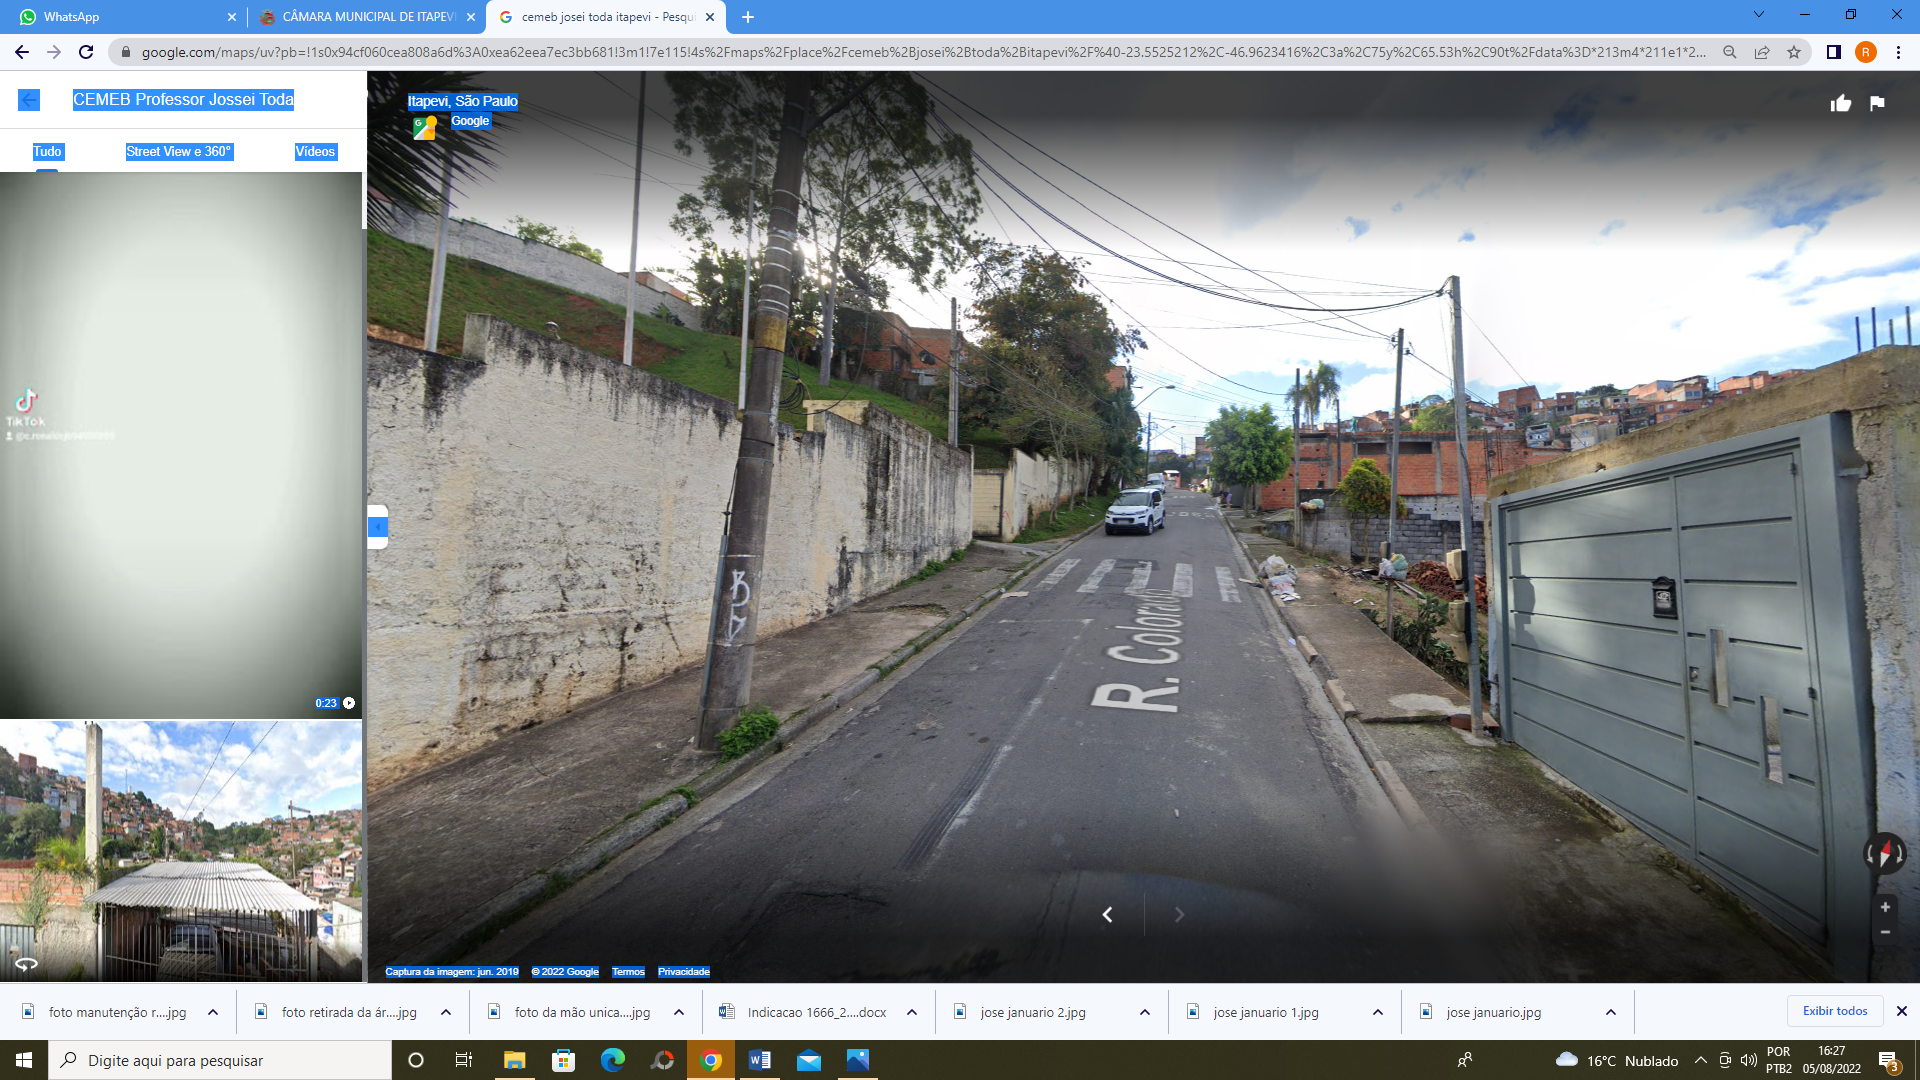 WhatsApp
CÂMARA MUNICIPAL DE ITAPEVI
cemeb josei toda itapevi - Pesqu
google.com/maps/uv?pb=!1s0x94cf060cea808a6d%3A0xea62eea7ec3bb681!3m1!7e115!4s%2Fmaps%2Fplace%2Fcemeb%2Bjosei%2Btoda%2Bitapevi%2F%40-23.5525212%2C-46.9623416%2C3a%2C75y%2C65.53h%2C90t%2Fdata%3D*213m4*211e1*2...
R
CEMEB Professor Jossei Toda
Tudo
Street View e 360°
Vídeos
TikTok
0:23
Itapevi, São Paulo
Google
R. Colorado
Captura da imagem: jun. 2019
© 2022 Google
Termos
Privacidade
foto manutenção r....jpg
foto retirada da ár....jpg
foto da mão unica....jpg
Indicacao 1666_2....docx
jose januario 2.jpg
jose januario 1.jpg
jose januario.jpg
Exibir todos
Digite aqui para pesquisar
16°C Nublado
POR
PTB2
16:27
05/08/2022
3